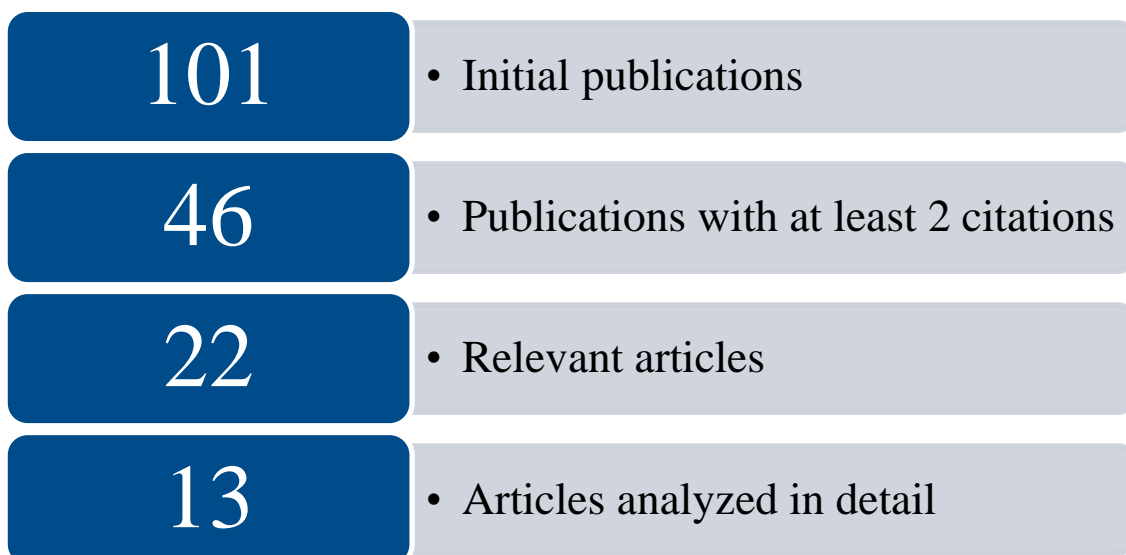 101
• Initial publications
46
• Publications with at least 2 citations
22
• Relevant articles
13
• Articles analyzed in detail